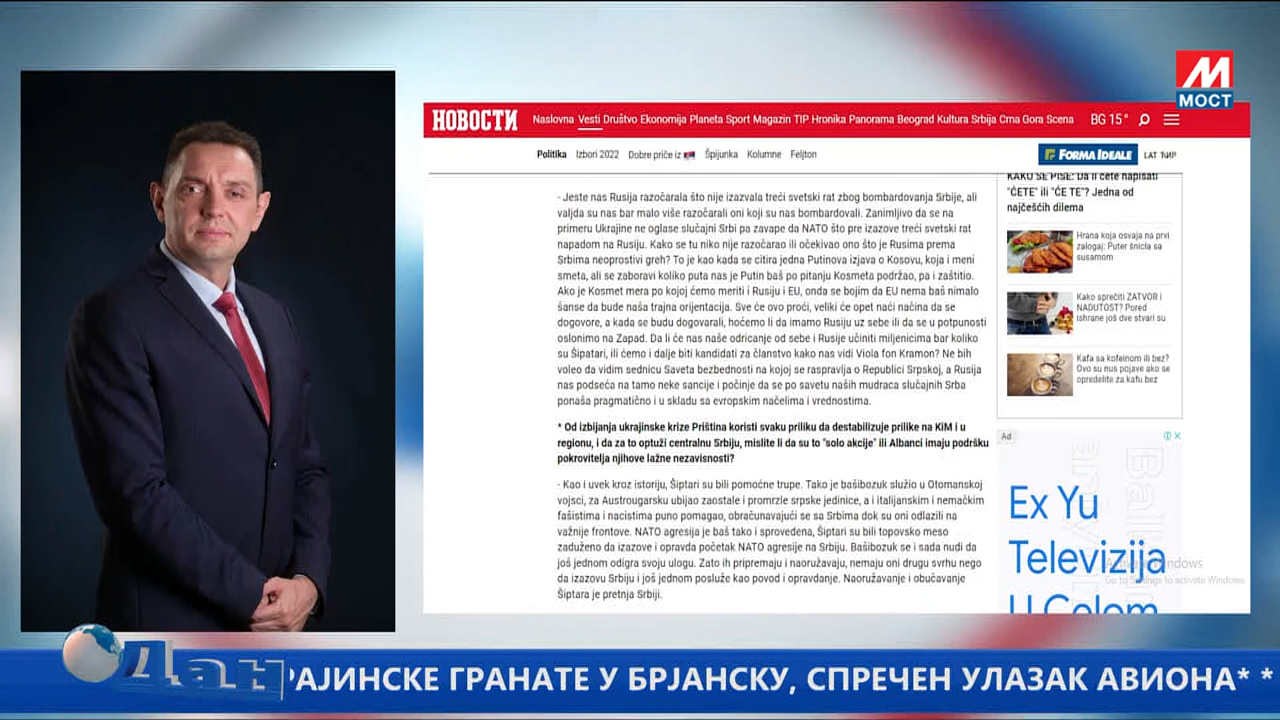 М
МОСТ
НОВОСТИ
Naslovna Vesti Društvo Ekonomija Planeta Sport Magazin TIP Hronika Panorama Beograd Kultura Srbija Crna Gora Scena
BG 15°
Politika Izbori 2022 Dobre priče iz Špijunka Kolumne Feljton
FORMA IDEALE
LAT ЋИР
- Jeste nas Rusija razočarala što nije izazvala treći svetski rat zbog bombardovanja Srbije, ali
valjda su nas bar malo više razočarali oni koji su nas bombardovali. Zanimljivo da se na
primeru Ukrajine ne oglase slučajni Srbi pa zavape da NATO što pre izazove treći svetski rat
napadom na Rusiju. Kako se tu niko nije razočarao ili očekivao ono što je Rusima prema
Srbima neoprostivi greh? To je kao kada se citira jedna Putinova izjava o Kosovu, koja i meni
smeta, ali se zaboravi koliko puta nas je Putin baš po pitanju Kosmeta podržao, pa i zaštitio.
Ako je Kosmet mera po kojoj ćemo meriti i Rusiju i EU, onda se bojim da EU nema baš nimalo
šanse da bude naša trajna orijentacija. Sve će ovo proći, veliki će opet naći načina da se
dogovore, a kada se budu dogovarali, hoćemo li da imamo Rusiju uz sebe ili da se u potpunosti
oslonimo na Zapad. Da li će nas naše odricanje od sebe i Rusije učiniti miljenicima bar koliko
su Šipatari, ili ćemo i dalje biti kandidati za članstvo kako nas vidi Viola fon Kramon? Ne bih
voleo da vidim sednicu Saveta bezbednosti na kojoj se raspravlja o Republici Srpskoj, a Rusija
nas podseća na tamo neke sancije i počinje da se po savetu naših mudraca slučajnih Srba
ponaša pragmatično i u skladu sa evropskim načelima i vrednostima.
* Od izbijanja ukrajinske krize Priština koristi svaku priliku da destabilizuje prilike na KiM i u
regionu, i da za to optuži centralnu Srbiju, mislite li da su to "solo akcije" ili Albanci imaju podršku
pokrovitelja njihove lažne nezavisnosti?
- Kao i uvek kroz istoriju, Šiptari su bili pomoćne trupe. Tako je bašibozuk služio u Otomanskoj
vojsci, za Austrougarsku ubijao zaostale i promrzle srpske jedinice, a i italijanskim i nemačkim
fašistima i nacistima puno pomagao, obračunavajući se sa Srbima dok su oni odlazili na
važnije frontove. NATO agresija je baš tako i sprovedena, Šiptari su bili topovsko meso
zaduženo da izazove i opravda početak NATO agresije na Srbiju. Bašibozuk se i sada nudi da
još jednom odigra svoju ulogu. Zato ih pripremaju i naoružavaju, nemaju oni drugu svrhu nego
da izazovu Srbiju i još jednom posluže kao povod i opravdanje. Naoružavanje i obučavanje
Šiptara je pretnja Srbiji.
KAKO SE PIŠE: Da li ćete napisati
"ĆETE" ili "ĆE TE"? Jedna od
najčešćih dilema
Hrana koja osvaja na prvi
zalogaj: Puter šnicla sa
susamom
Kako sprečiti ZATVOR i
NADUTOST? Pored
ishrane još dve stvari su
Kafa sa kofeinom ili bez?
Ovo su nus pojave ako se
opredelite za kafu bez
Ad
Ex Yu
Televizija
U Celom
Activate Windows
Go to Settings to activate Windows.
Дан
РАЈИНСКЕ ГРАНАТЕ У БРЈАНСКУ, СПРЕЧЕН УЛАЗАК АВИОНА* *